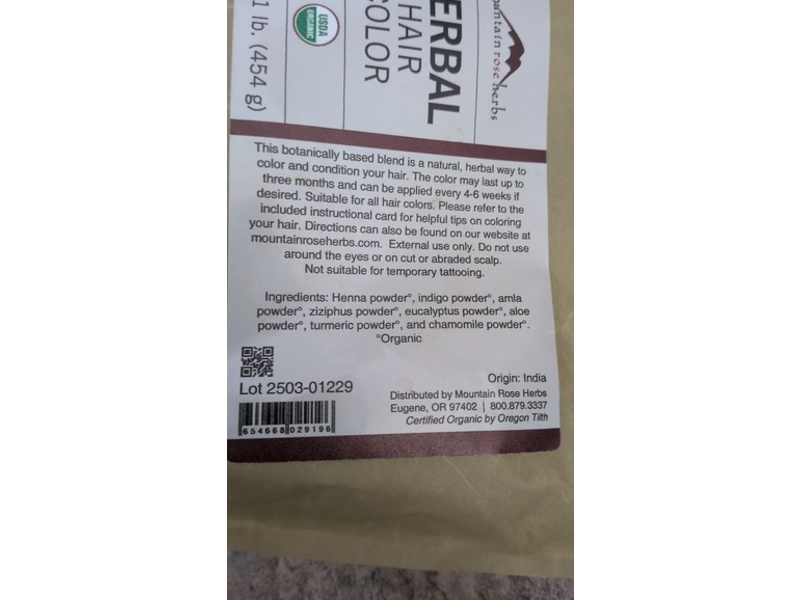 mountain rose herbs
ERBAL
HAIR
COLOR
USDA
ORGANIC
1 lb. (454 g)
This botanically based blend is a natural, herbal way to
color and condition your hair. The color may last up to
three months and can be applied every 4-6 weeks if
desired. Suitable for all hair colors. Please refer to the
included instructional card for helpful tips on coloring
your hair. Directions can also be found on our website at
mountainroseherbs.com. External use only. Do not use
around the eyes or on cut or abraded scalp.
Not suitable for temporary tattooing.
Ingredients: Henna powder°, indigo powder°, amla
powder°, ziziphus powder°, eucalyptus powder°, aloe
powder°, turmeric powder°, and chamomile powder°.
°Organic
Lot 2503-01229
6 54668 029196
Origin: India
Distributed by Mountain Rose Herbs
Eugene, OR 97402 | 800.879.3337
Certified Organic by Oregon Tilth